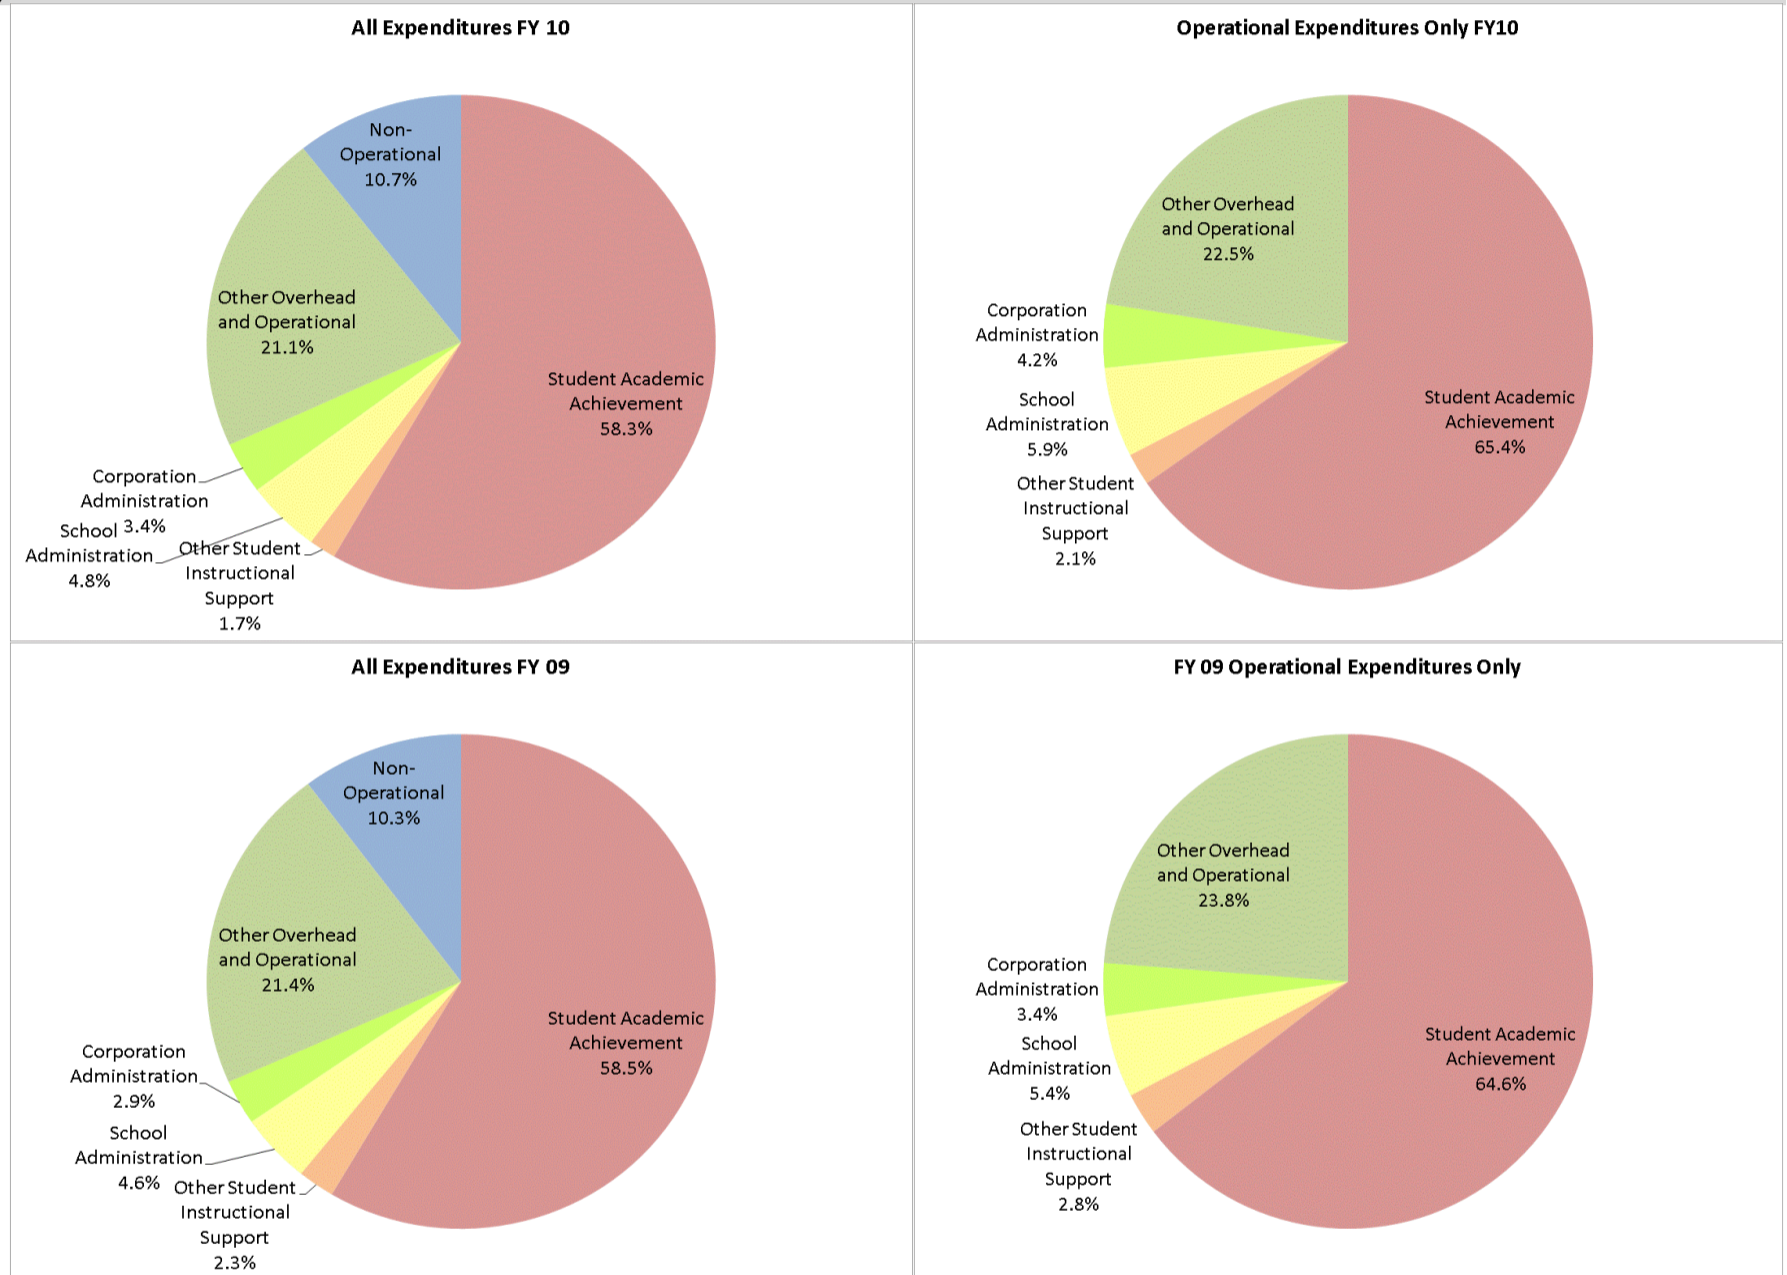 All Expenditures FY 10
Non-
Operational
10.7%
Other Overhead
and Operational
21.1%
Student Academic
Achievement
58.3%
Corporation
Administration
3.4%
School
Administration
4.8%
Other Student
Instructional
Support
1.7%
Operational Expenditures Only FY10
Other Overhead
and Operational
22.5%
Corporation
Administration
4.2%
School
Administration
5.9%
Other Student
Instructional
Support
2.1%
Student Academic
Achievement
65.4%
All Expenditures FY 09
Non-
Operational
10.3%
Other Overhead
and Operational
21.4%
Student Academic
Achievement
58.5%
Corporation
Administration
2.9%
School
Administration
4.6%
Other Student
Instructional
Support
2.3%
FY 09 Operational Expenditures Only
Other Overhead
and Operational
23.8%
Corporation
Administration
3.4%
School
Administration
5.4%
Other Student
Instructional
Support
2.8%
Student Academic
Achievement
64.6%